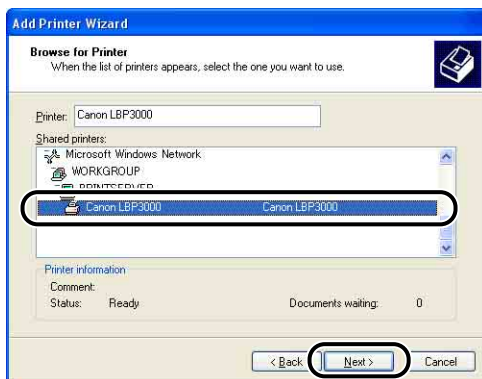 Add Printer Wizard
Browse for Printer
When the list of printers appears, select the one you want to use.
Printer: Canon LBP3000
Shared printers:
Microsoft Windows Network
WORKGROUP
PRINTSERVER
Canon LBP3000 Canon LBP3000
Printer information
Comment:
Status: Ready Documents waiting: 0
< Back Next > Cancel